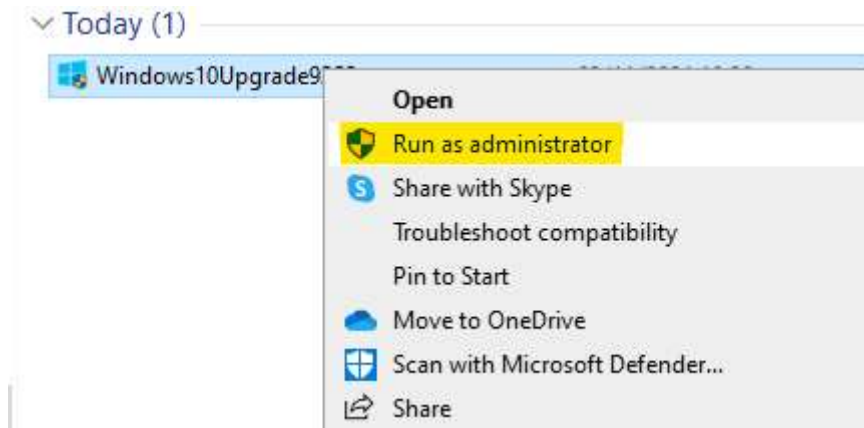 Today (1)
Windows10Upgrade9
Open
Run as administrator
Share with Skype
Troubleshoot compatibility
Pin to Start
Move to OneDrive
Scan with Microsoft Defender...
Share